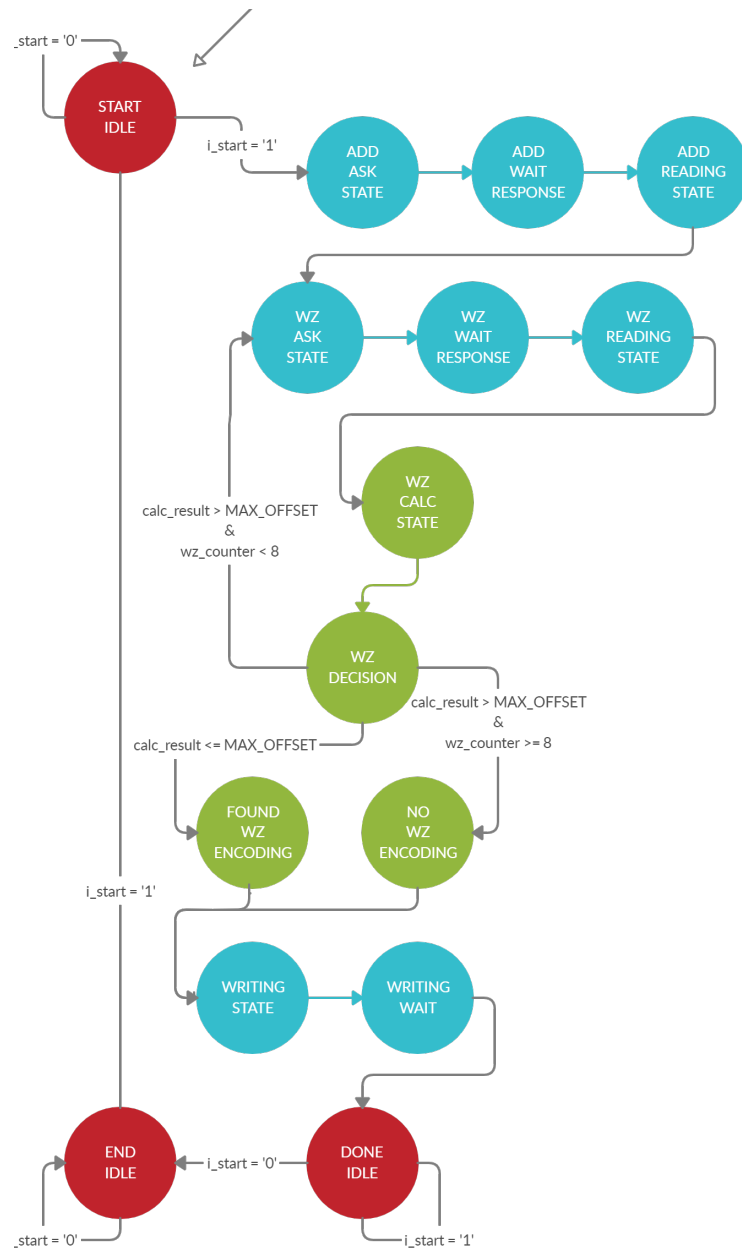 _start = '0'
START
IDLE
i_start = '1'
ADD
ASK
STATE
ADD
WAIT
RESPONSE
ADD
READING
STATE
WZ
ASK
STATE
WZ
WAIT
RESPONSE
WZ
READING
STATE
WZ
CALC
STATE
calc_result > MAX_OFFSET
&
wz_counter < 8
WZ
DECISION
calc_result > MAX_OFFSET
&
wz_counter >= 8
calc_result <= MAX_OFFSET
FOUND
WZ
ENCODING
NO
WZ
ENCODING
i_start = '1'
WRITING
STATE
WRITING
WAIT
END
IDLE
i_start = '0'
DONE
IDLE
_start = '0'
i_start = '1'